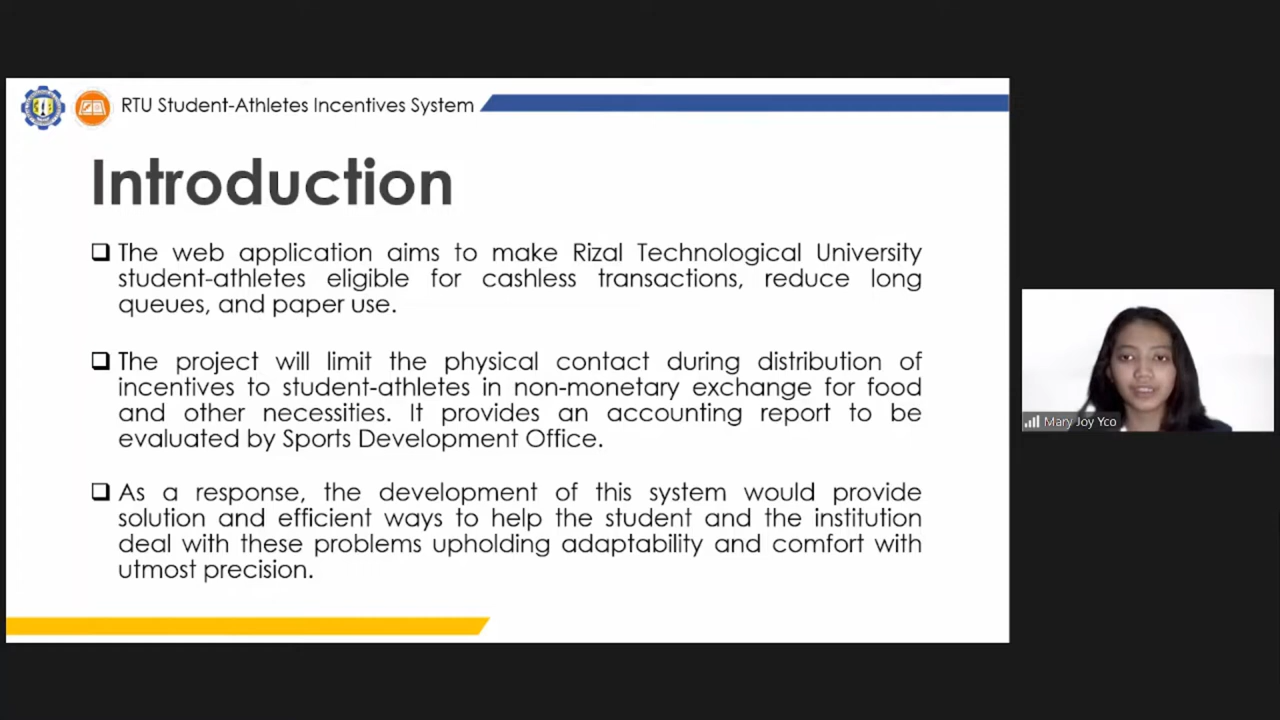 RTU Student-Athletes Incentives System
Introduction
The web application aims to make Rizal Technological University
student-athletes eligible for cashless transactions, reduce long
queues, and paper use.
The project will limit the physical contact during distribution of
incentives to student-athletes in non-monetary exchange for food
and other necessities. It provides an accounting report to be
evaluated by Sports Development Office.
As a response, the development of this system would provide
solution and efficient ways to help the student and the institution
deal with these problems upholding adaptability and comfort with
utmost precision.
Mary Joy Yco